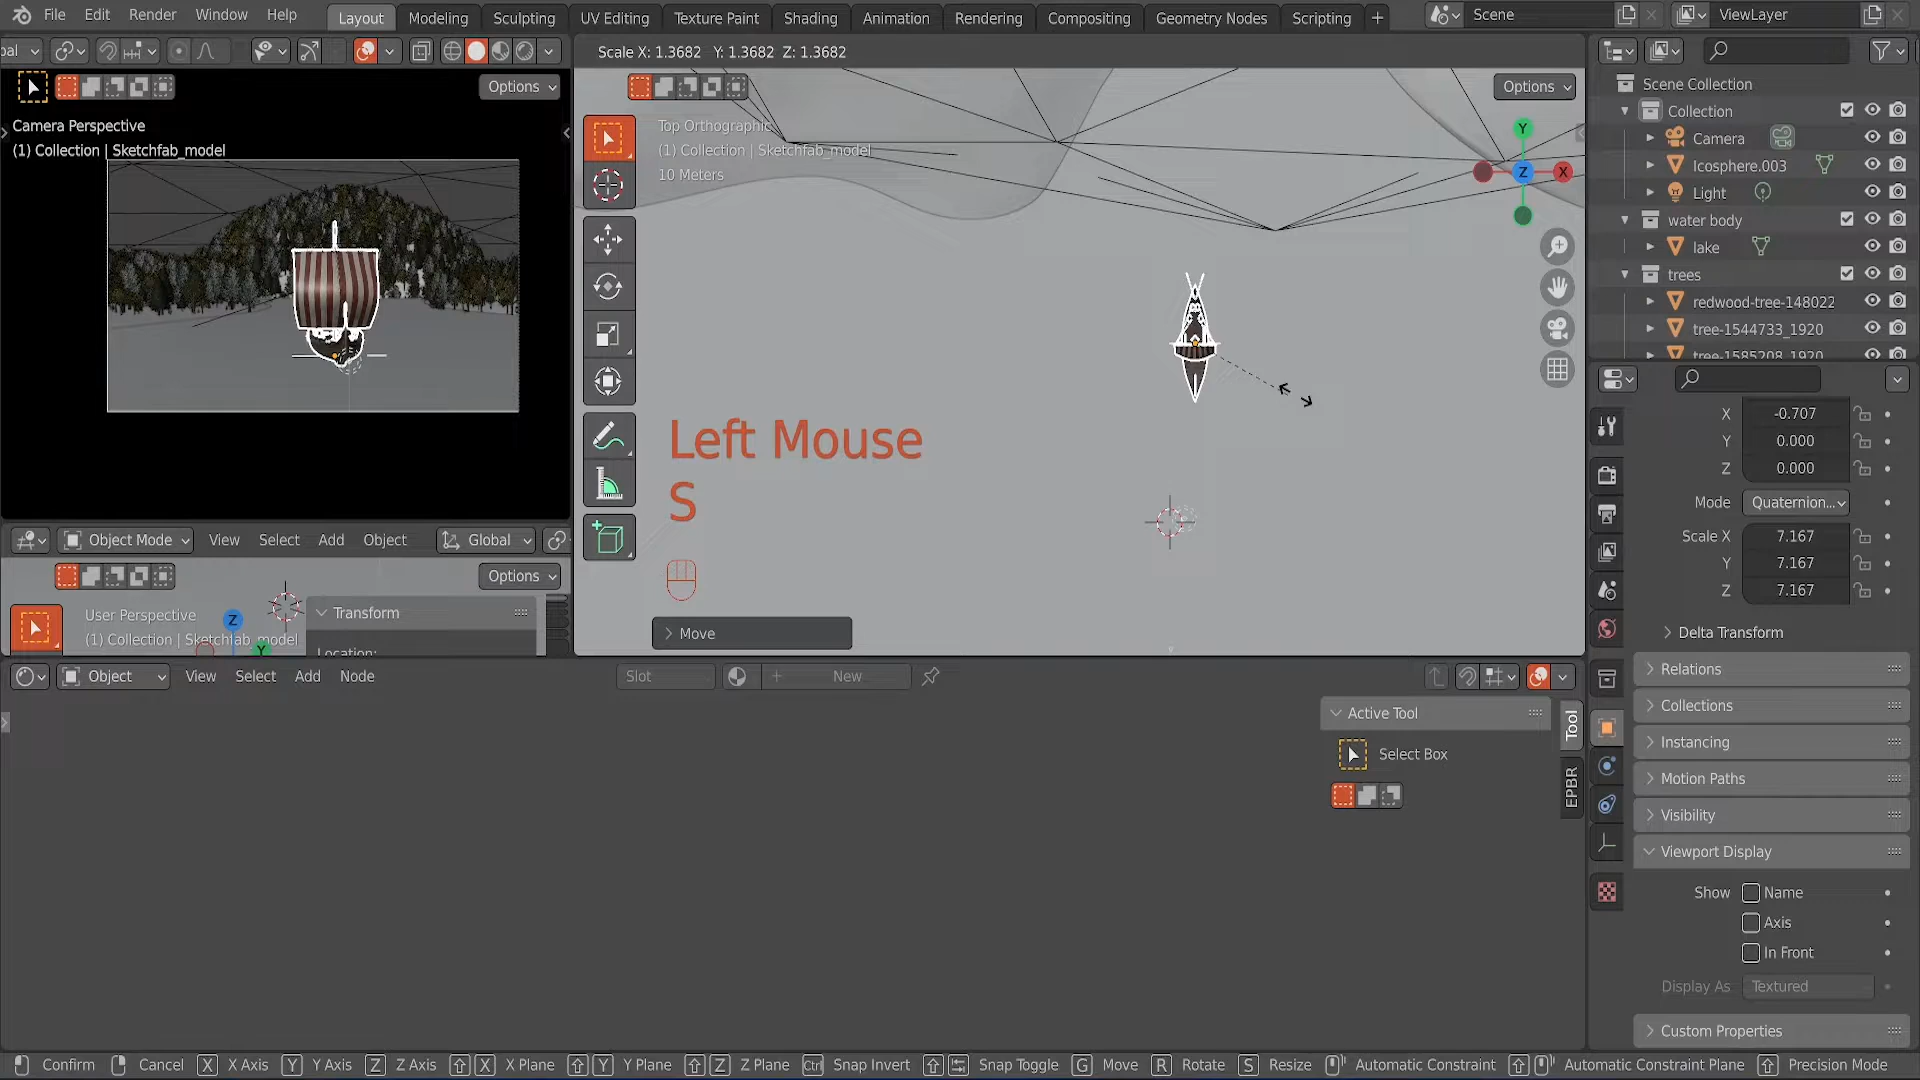 File Edit Render Window Help Layout Modeling Sculpting UV Editing Texture Paint Shading Animation Rendering Compositing Geometry Nodes Scripting + Scene ViewLayer
Scale X: 1.3682 Y: 1.3682 Z: 1.3682
Options
Options
Camera Perspective
(1) Collection | Sketchfab_model
Top Orthographic
(1) Collection | Sketchfab_model
10 Meters
Y
Z
X
Left Mouse
S
Move
Scene Collection
Collection
Camera
Icosphere.003
Light
water body
lake
trees
redwood-tree-148022
tree-1544733_1920
tree-1585208_1920
X -0.707
Y 0.000
Z 0.000
Mode Quaternion...
Scale X 7.167
Y 7.167
Z 7.167
Delta Transform
Relations
Collections
Instancing
Motion Paths
Visibility
Viewport Display
Show Name
Axis
In Front
Display As Textured
Custom Properties
Object Mode View Select Add Object Global
Options
User Perspective
(1) Collection | Sketchfab_model
Z
Y
Transform
Location:
Object View Select Add Node Slot New
Active Tool
Select Box
Tool
EPBR
Confirm Cancel X X Axis Y Y Axis Z Z Axis X X Plane Y Y Plane Z Z Plane Ctrl Snap Invert Snap Toggle G Move R Rotate S Resize Automatic Constraint Automatic Constraint Plane Precision Mode